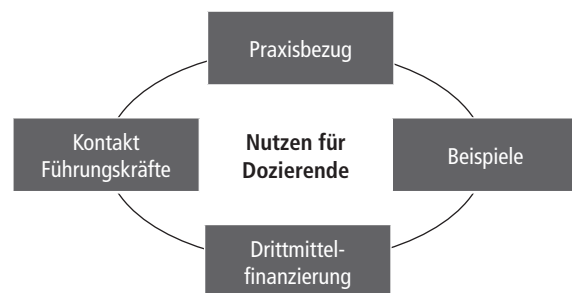 Praxisbezug
Kontakt
Führungskräfte
Nutzen für
Dozierende
Beispiele
Drittmittel-
finanzierung